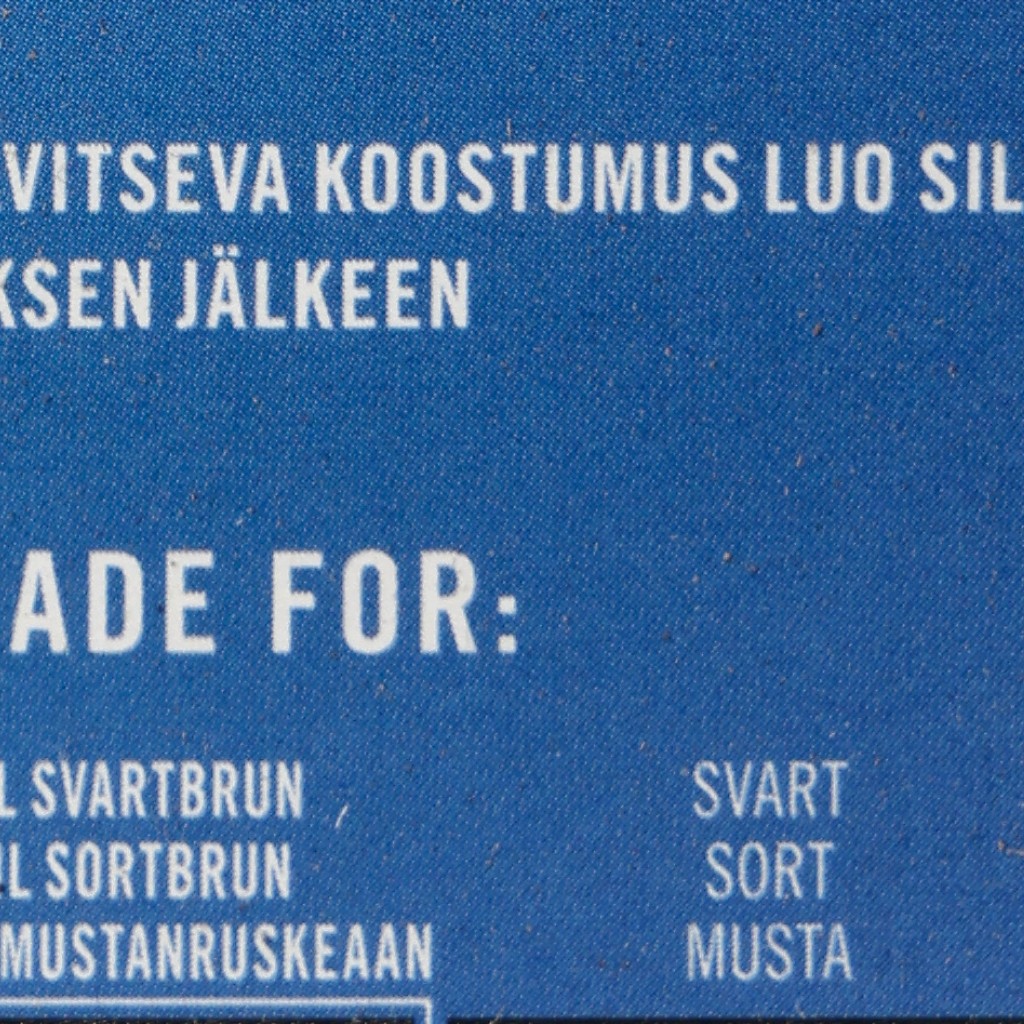 VITSEVA KOOSTUMUS LUO SIL
KSEN JÄLKEEN
ADE FOR:
L SVARTBRUN SVART
L SORTBRUN SORT
MUSTANRUSKEAAN MUSTA